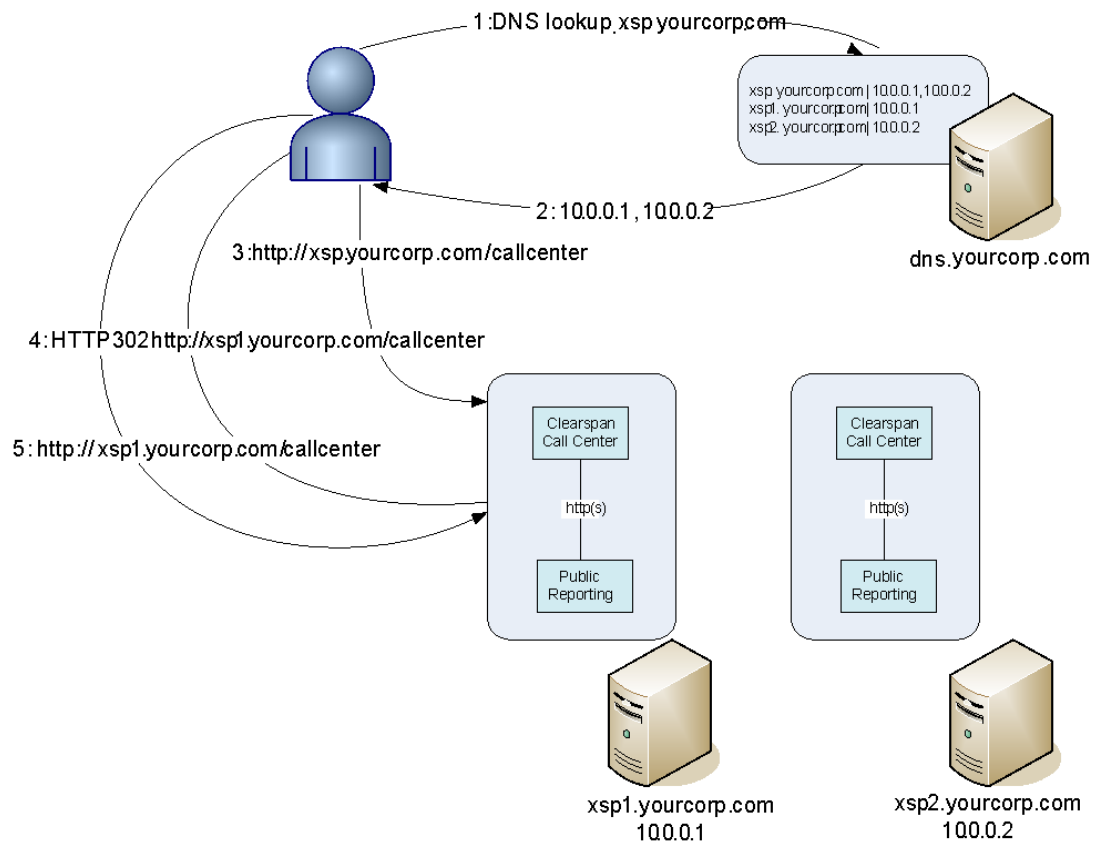 1:DNS lookup xsp.yourcorp.com
xsp.yourcorp.com| 10.0.0.1, 10.0.0.2
xsp1. yourcorp.com| 10.0.0.1
xsp2. yourcorp.com| 10.0.0.2
2: 10.0.0.1, 10.0.0.2
dns.yourcorp.com
3:http://xsp.yourcorp.com/callcenter
4:HTTP302 http://xsp1.yourcorp.com/callcenter
5: http://xsp1.yourcorp.com/callcenter
Clearspan
Call Center
http(s)
Public
Reporting
Clearspan
Call Center
http(s)
Public
Reporting
xsp1.yourcorp.com
10.0.0.1
xsp2.yourcorp.com
10.0.0.2